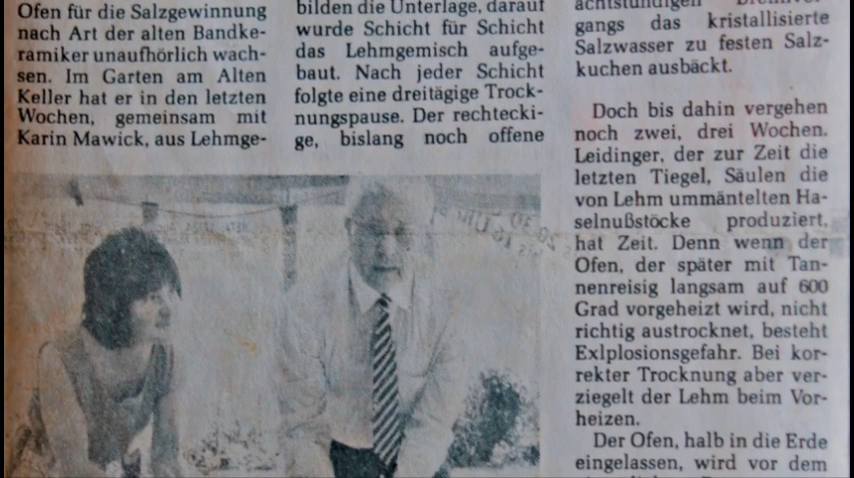 Ofen für die Salzgewinnung
nach Art der alten Bandke-
ramiker unaufhörlich wach-
sen. Im Garten am Alten
Keller hat er in den letzten
Wochen, gemeinsam mit
Karin Mawick, aus Lehmge-
bilden die Unterlage, darauf
wurde Schicht für Schicht
das Lehmgemisch aufge-
baut. Nach jeder Schicht
folgte eine dreitägige Trock-
nungspause. Der rechtecki-
ge, bislang noch offene
achtstündigen
gangs das kristallisierte
Salzwasser zu festen Salz-
kuchen ausbäckt.
Doch bis dahin vergehen
noch zwei, drei Wochen.
Leidinger, der zur Zeit die
letzten Tiegel, Säulen die
von Lehm ummäntelten Ha-
selnußstöcke produziert,
hat Zeit. Denn wenn der
Ofen, der später mit Tan-
nenreisig langsam auf 600
Grad vorgeheizt wird, nicht
richtig austrocknet, besteht
Exlplosionsgefahr. Bei kor-
rekter Trocknung aber ver-
ziegelt der Lehm beim Vor-
heizen.
Der Ofen, halb in die Erde
eingelassen, wird vor dem